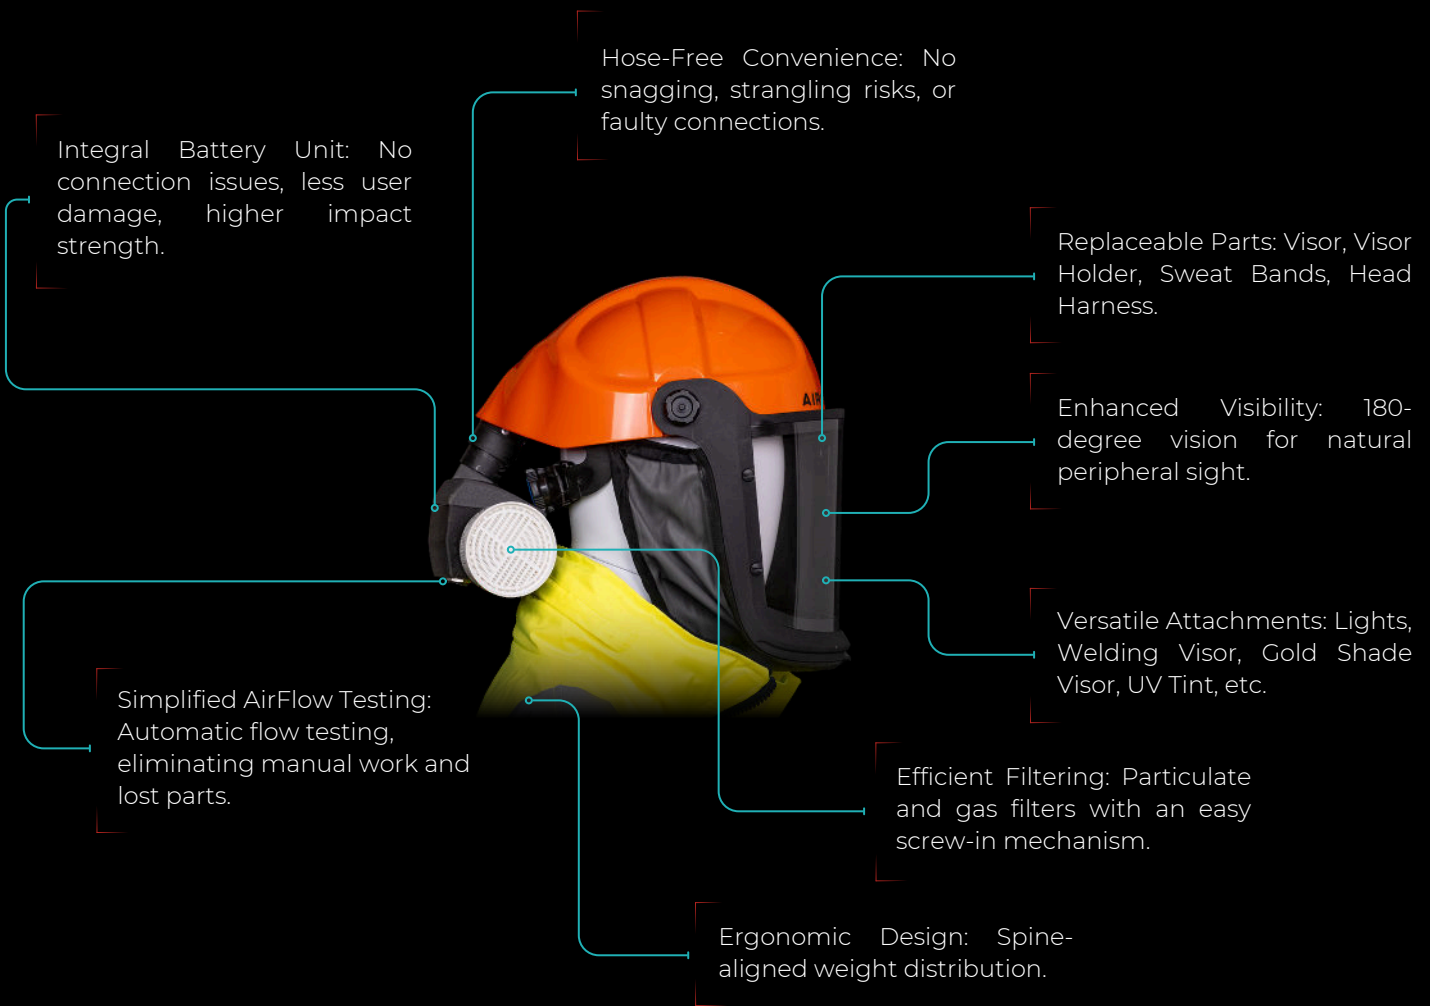 Hose-Free Convenience: No
snagging, strangling risks, or
faulty connections.
Integral Battery Unit: No
connection issues, less user
damage, higher impact
strength.
Replaceable Parts: Visor, Visor
Holder, Sweat Bands, Head
Harness.
AIR
Enhanced Visibility: 180-
degree vision for natural
peripheral sight.
Versatile Attachments: Lights,
Welding Visor, Gold Shade
Visor, UV Tint, etc.
Simplified AirFlow Testing:
Automatic flow testing,
eliminating manual work and
lost parts.
Efficient Filtering: Particulate
and gas filters with an easy
screw-in mechanism.
Ergonomic Design: Spine-
aligned weight distribution.